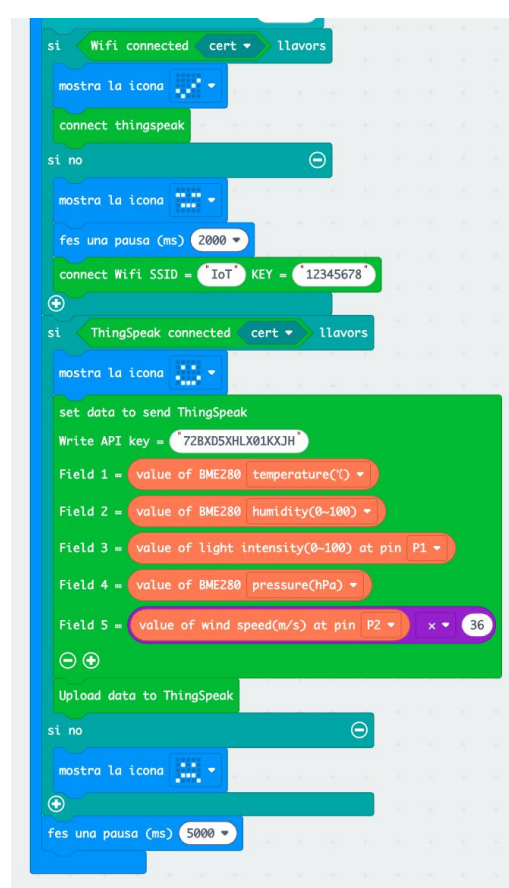 si Wifi connected cert llavors
mostra la icona
connect thingspeak
si no
mostra la icona
fes una pausa (ms) 2000
connect Wifi SSID = "IoT" KEY = "12345678"
si ThingSpeak connected cert llavors
mostra la icona
set data to send ThingSpeak
Write API key = "72BXD5XHLX01KXJH"
Field 1 = value of BME280 temperature(℃)
Field 2 = value of BME280 humidity(0~100)
Field 3 = value of light intensity(0~100) at pin P1
Field 4 = value of BME280 pressure(hPa)
Field 5 = value of wind speed(m/s) at pin P2 × 36
Upload data to ThingSpeak
si no
mostra la icona
fes una pausa (ms) 5000